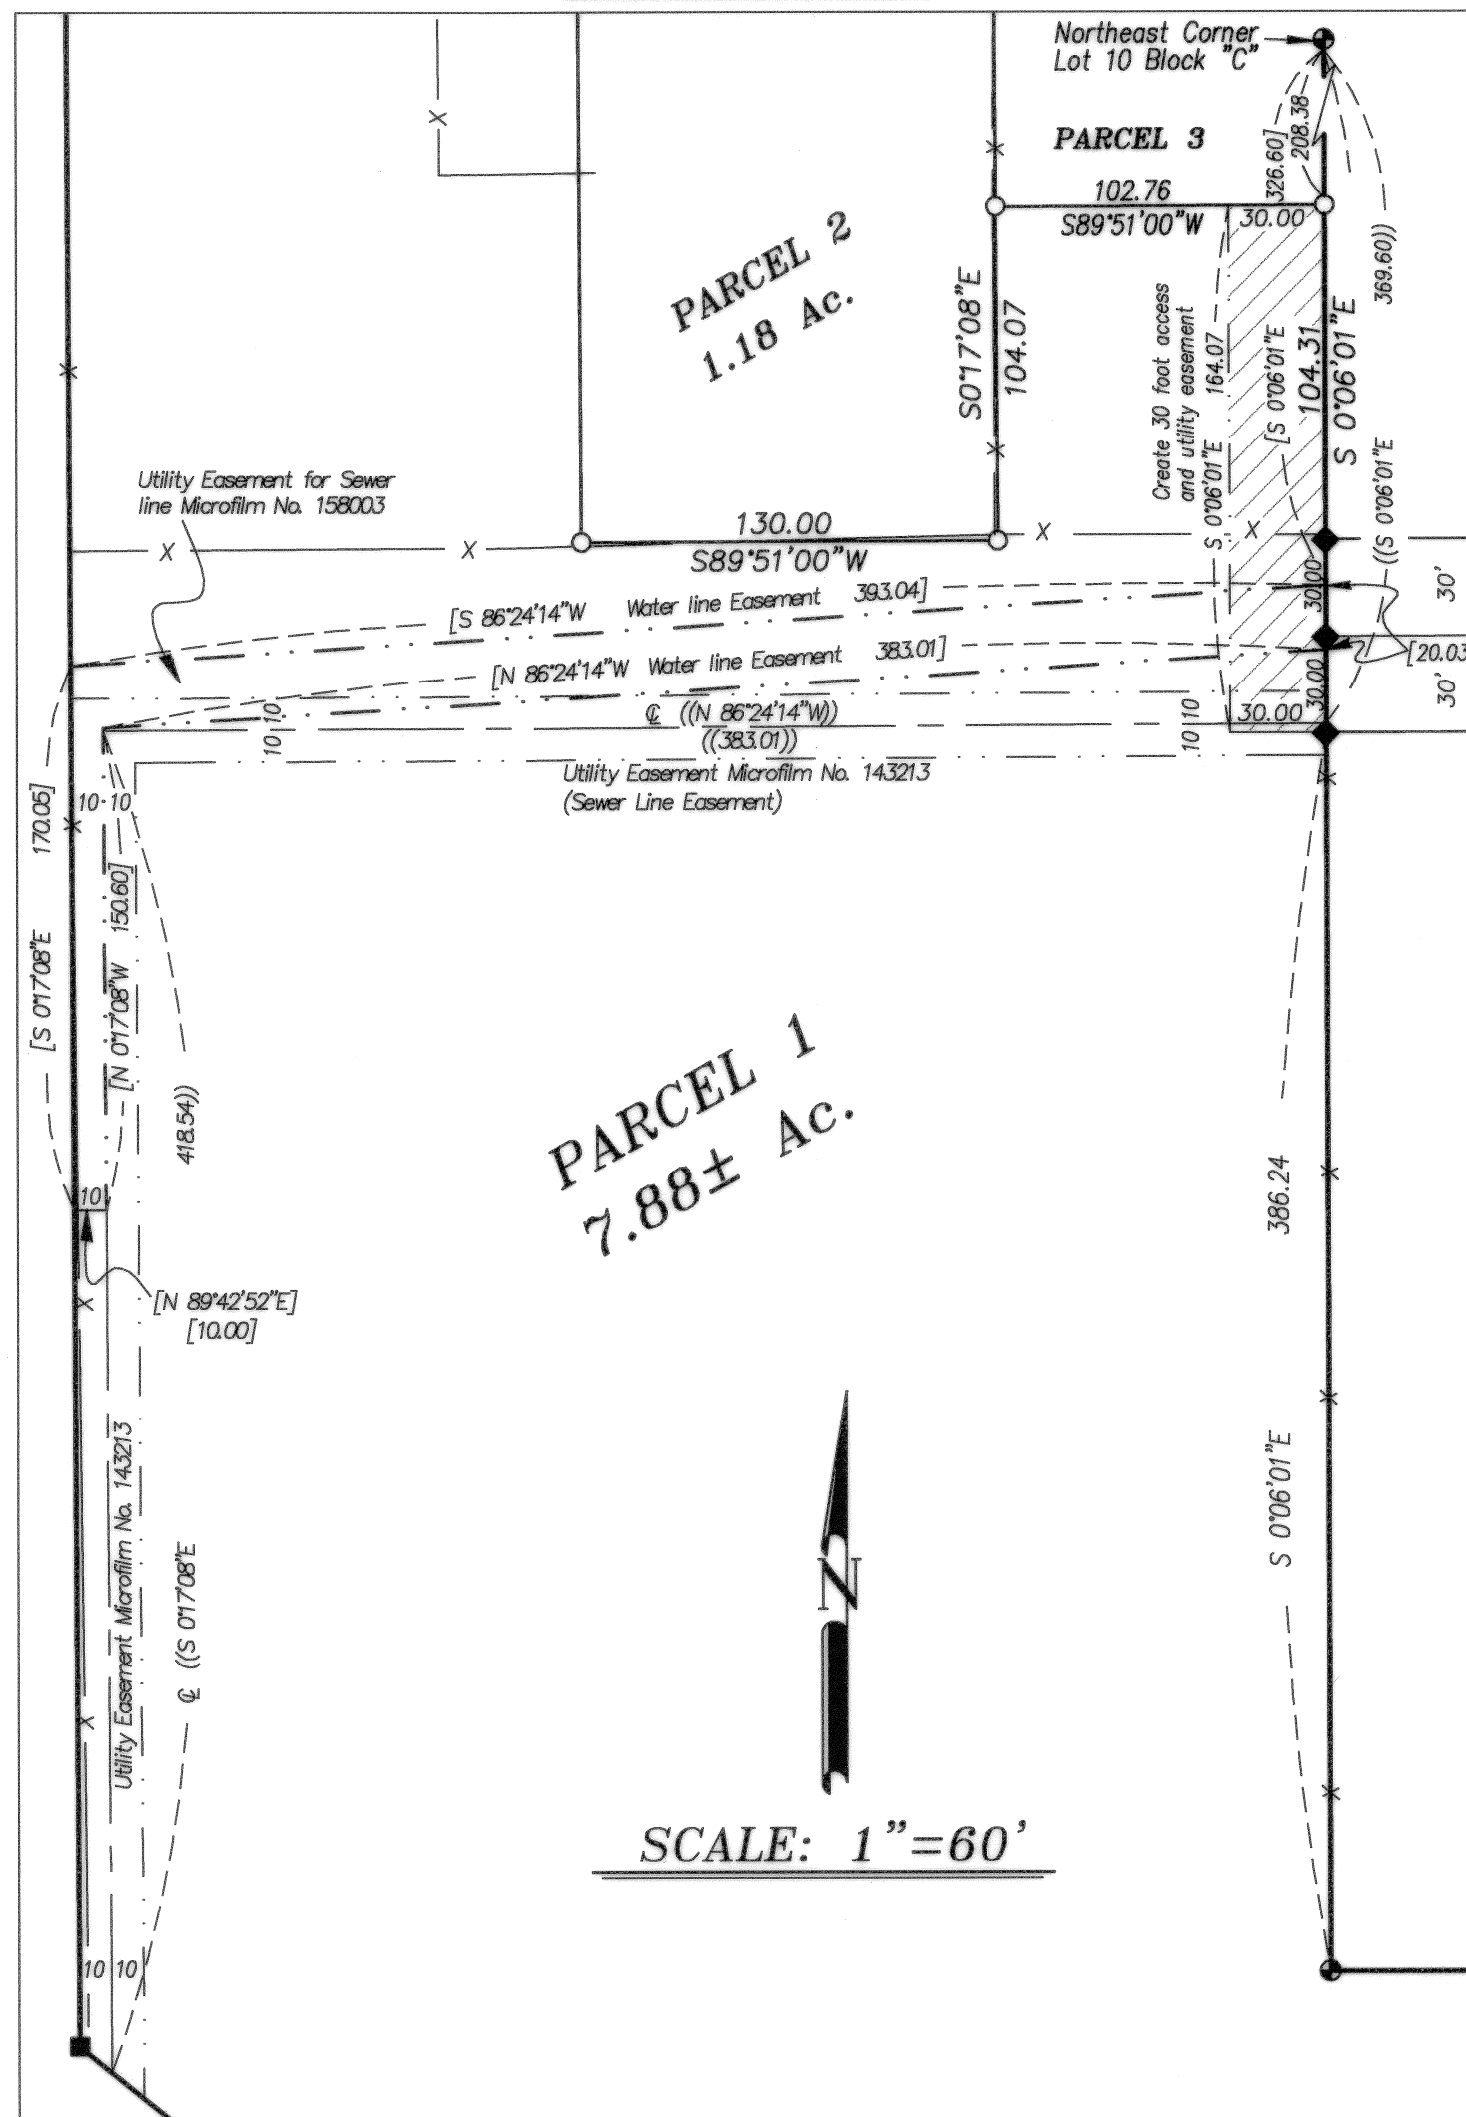 Northeast Corner
Lot 10 Block "C"
PARCEL 3
326.60]
208.38
369.60))
102.76
S89°51'00"W
30.00
PARCEL 2
1.18 Ac.
S0°17'08"E
104.07
Create 30 foot access
and utility easement
S 0°06'01"E 164.07
[S 0°06'01"E
104.31
S 0°06'01"E
((S 0°06'01"E
Utility Easement for Sewer
line Microfilm No. 158003
130.00
S89°51'00"W
X
X
X
X
X
[S 86°24'14"W Water line Easement 393.04]
[N 86°24'14"W Water line Easement 383.01]
30.00
30.00
30'
30'
[20.03
10 10
℄ ((N 86°24'14"W))
((383.01))
10 10
30.00
Utility Easement Microfilm No. 143213
(Sewer Line Easement)
10 10
[S 0°17'08"E 170.05]
[N 0°17'08"W 150.60]
418.54))
PARCEL 1
7.88± Ac.
386.24
S 0°06'01"E
10
[N 89°42'52"E]
[10.00]
Utility Easement Microfilm No. 143213
℄ ((S 0°17'08"E
N
SCALE: 1"=60'
10 10